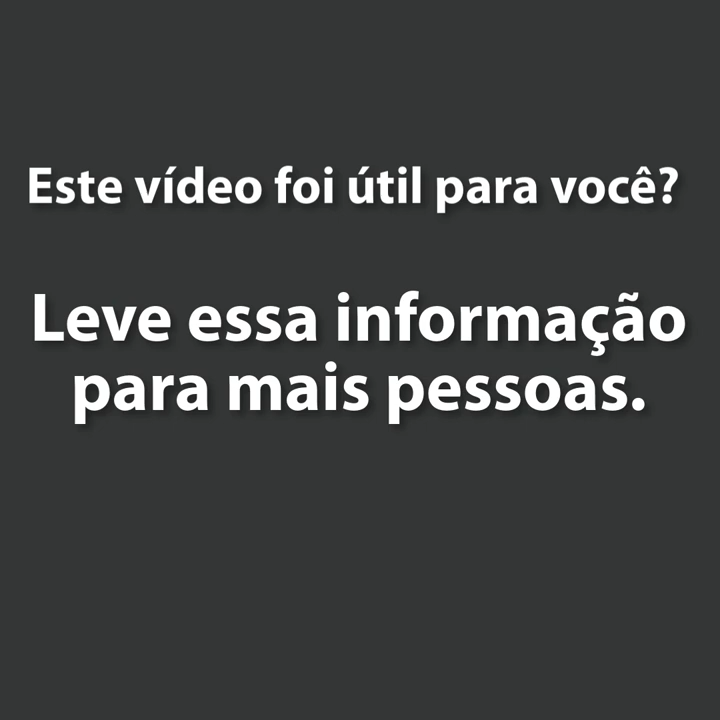 Este vídeo foi útil para você?
Leve essa informação
para mais pessoas.